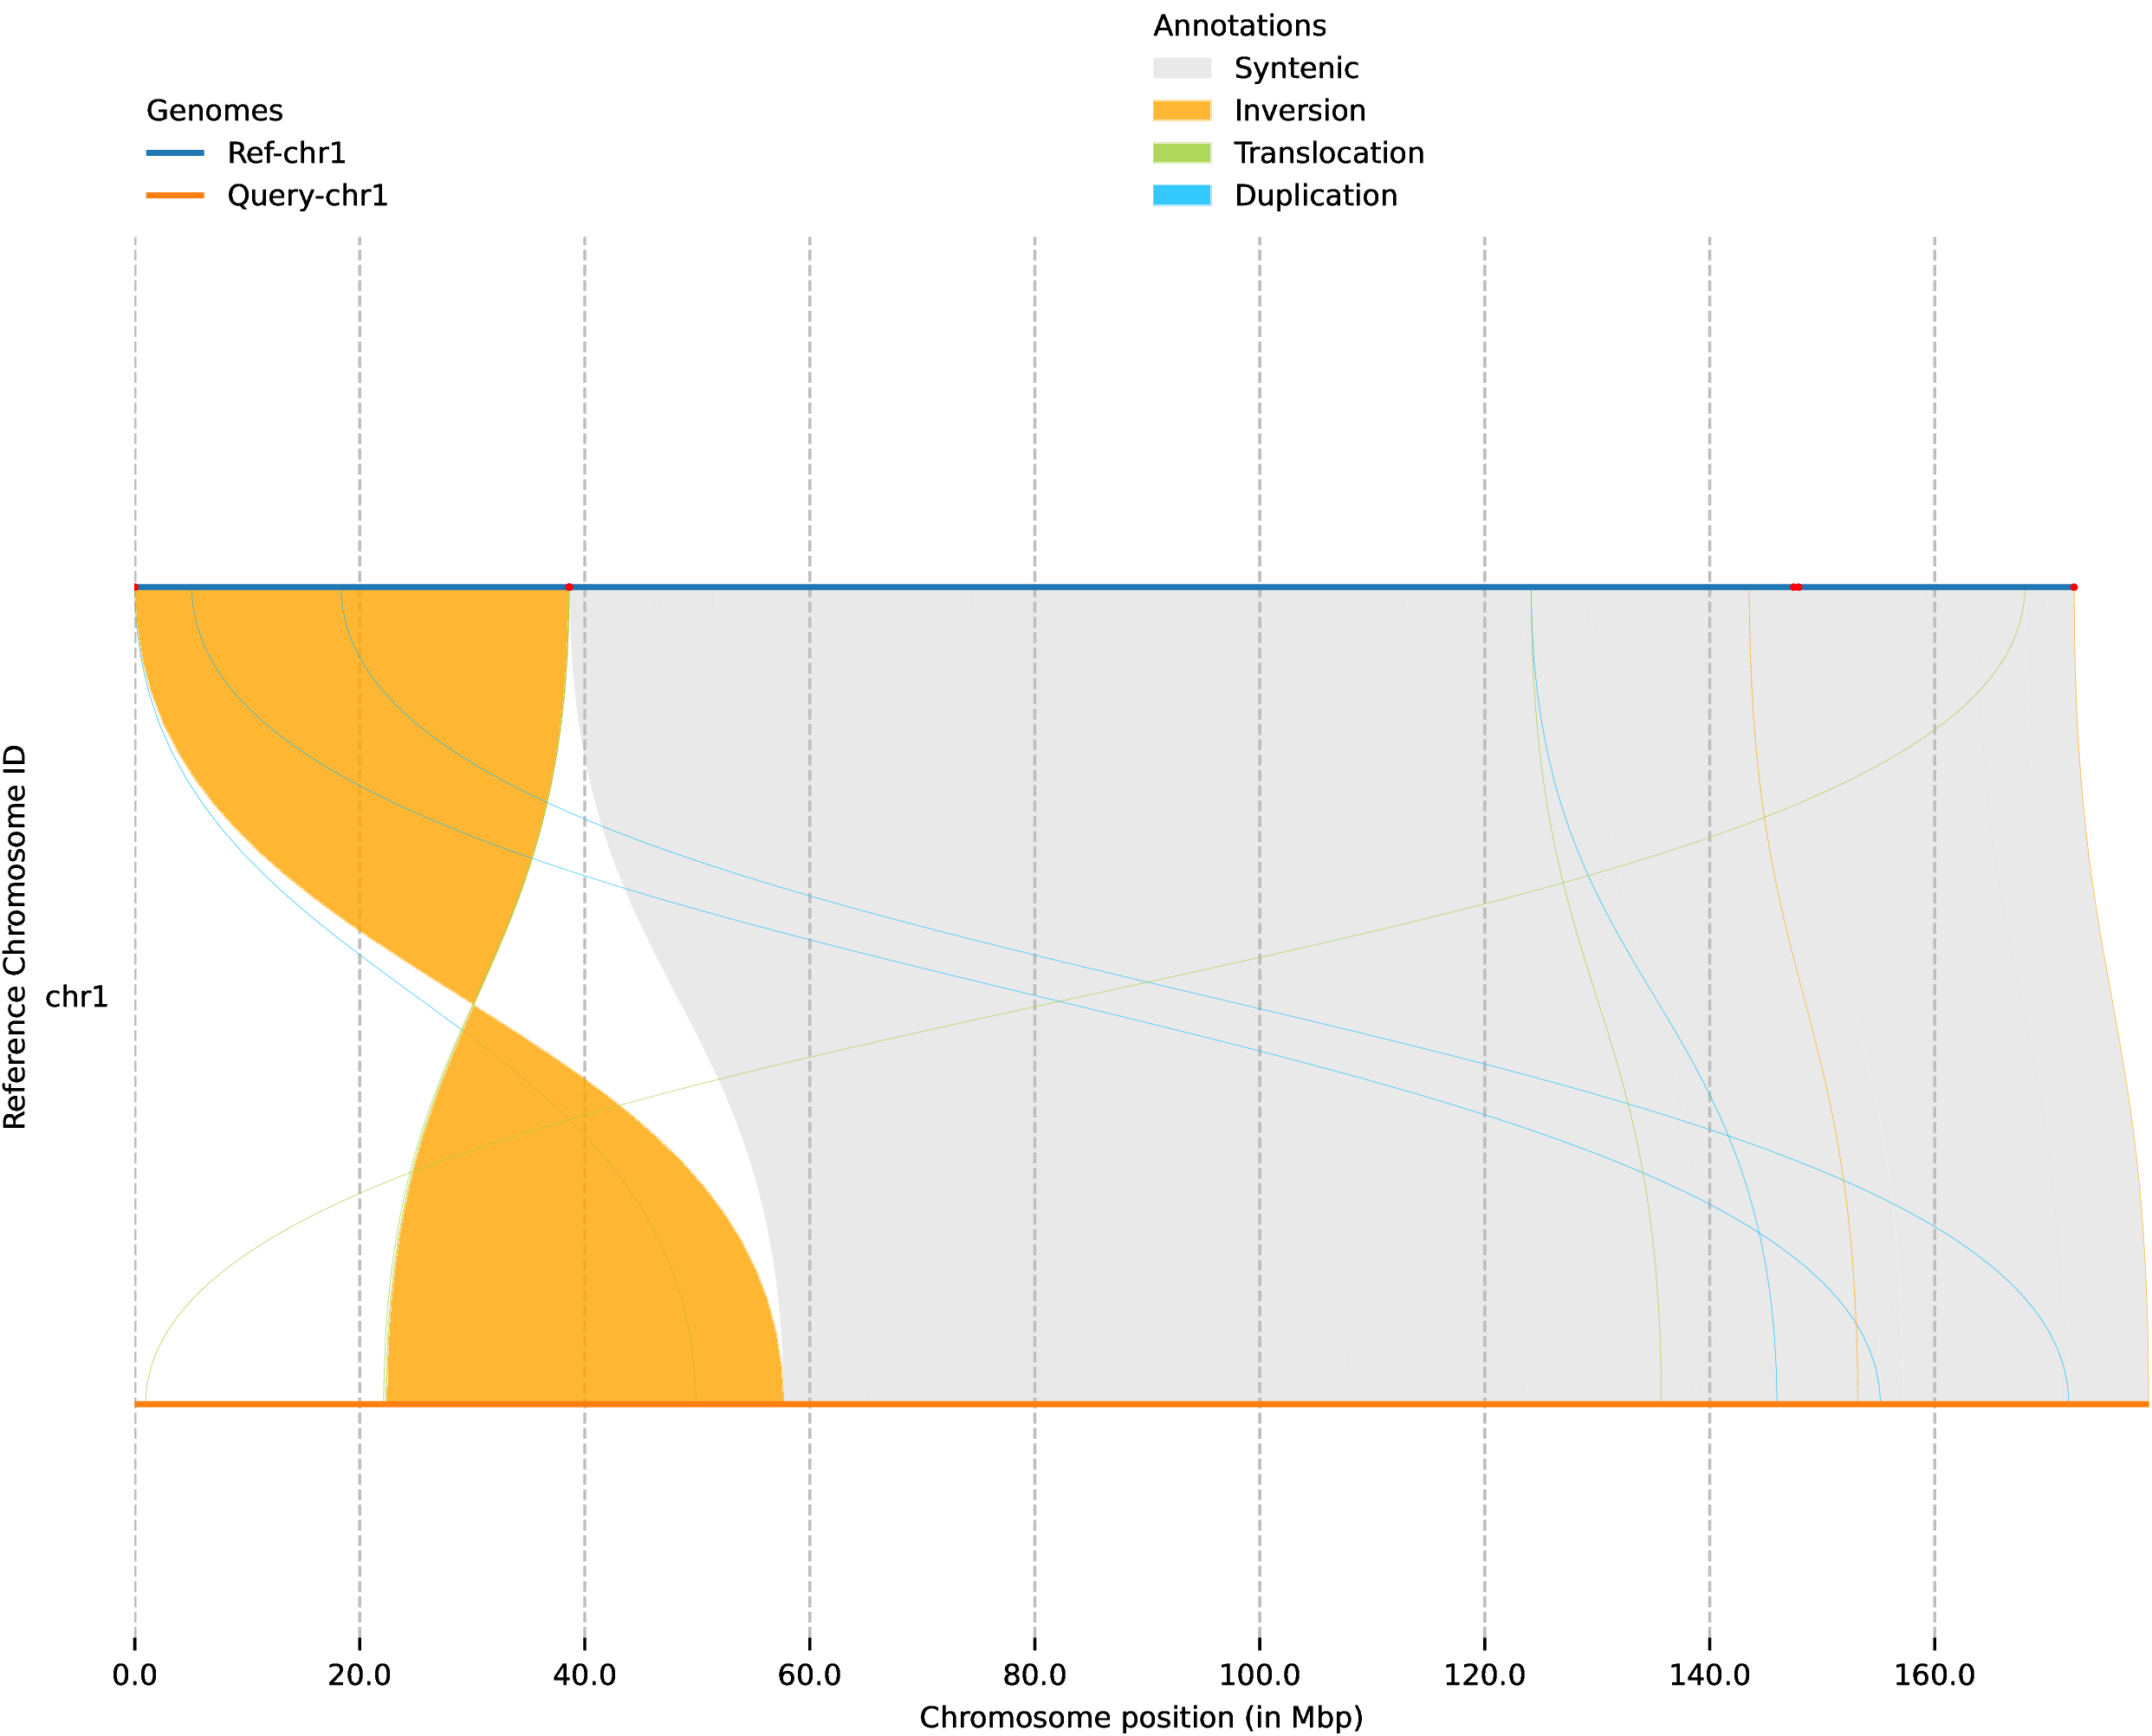 Genomes
Ref-chr1
Query-chr1
Annotations
Syntenic
Inversion
Translocation
Duplication
Reference Chromosome ID
chr1
0.0 20.0 40.0 60.0 80.0 100.0 120.0 140.0 160.0
Chromosome position (in Mbp)